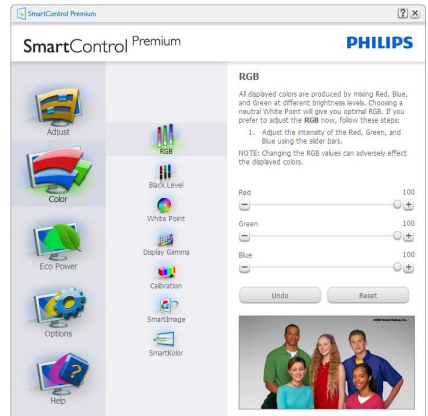 SmartControl Premium
? ×
SmartControl Premium
PHILIPS
Adjust
Color
Eco Power
Options
Help
RGB
Black Level
White Point
Display Gamma
Calibration
SmartImage
SmartKolor
RGB
All displayed colors are produced by mixing Red, Blue,
and Green at different brightness levels. Choosing a
neutral White Point will give you optimal RGB. If you
prefer to adjust the RGB now, follow these steps:
1. Adjust the intensity of the Red, Green, and
Blue using the slider bars.
NOTE: Changing the RGB values can adversely effect
the displayed colors.
Red 100
Green 100
Blue 100
Undo Reset